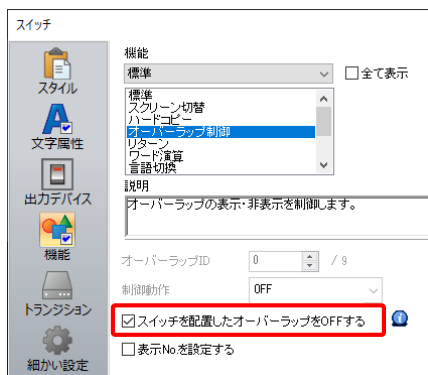 スイッチ
機能
標準
全て表示
標準
スクリーン切替
ハードコピー
オーバーラップ制御
リターン
ワード演算
言語切換
説明
オーバーラップの表示・非表示を制御します。
オーバーラップID
0
/ 9
制御動作
OFF
スイッチを配置したオーバーラップをOFFする
表示No.を設定する
スタイル
文字属性
出力デバイス
機能
トランジション
細かい設定